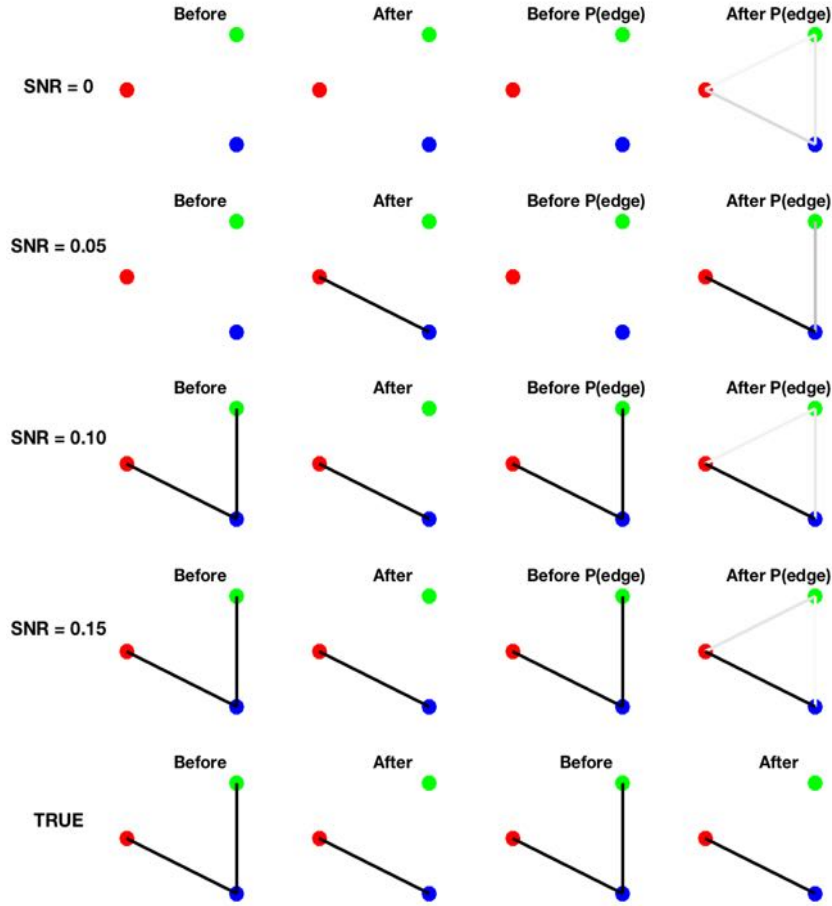 Before After Before P(edge) After P(edge)
SNR = 0
Before After Before P(edge) After P(edge)
SNR = 0.05
Before After Before P(edge) After P(edge)
SNR = 0.10
Before After Before P(edge) After P(edge)
SNR = 0.15
Before After Before After
TRUE